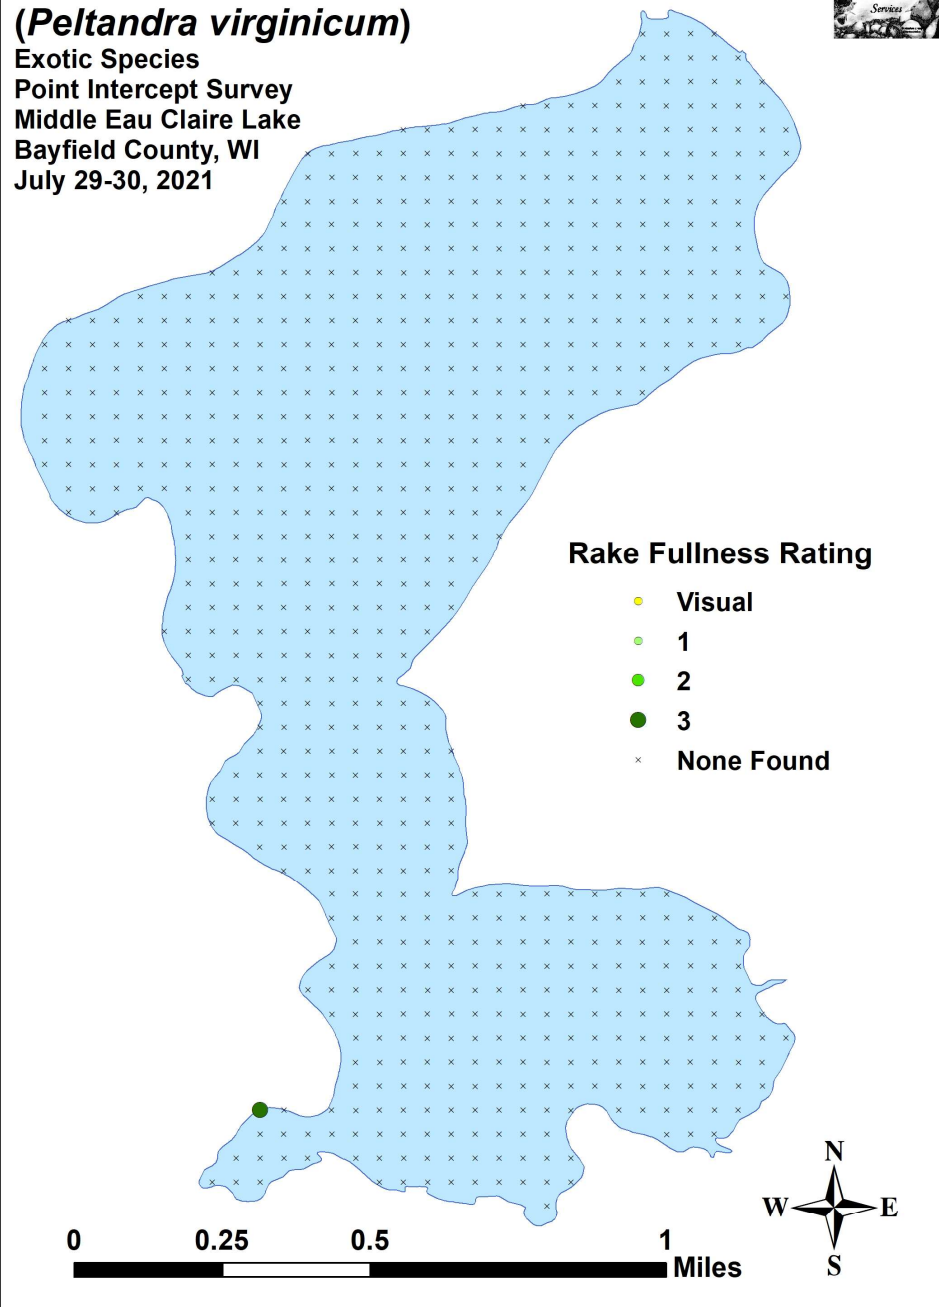 (Peltandra virginicum)
Services
Exotic Species
Point Intercept Survey
Middle Eau Claire Lake
Bayfield County, WI
July 29-30, 2021
Rake Fullness Rating
Visual
1
2
3
None Found
N
W E
S
0 0.25 0.5 1
Miles